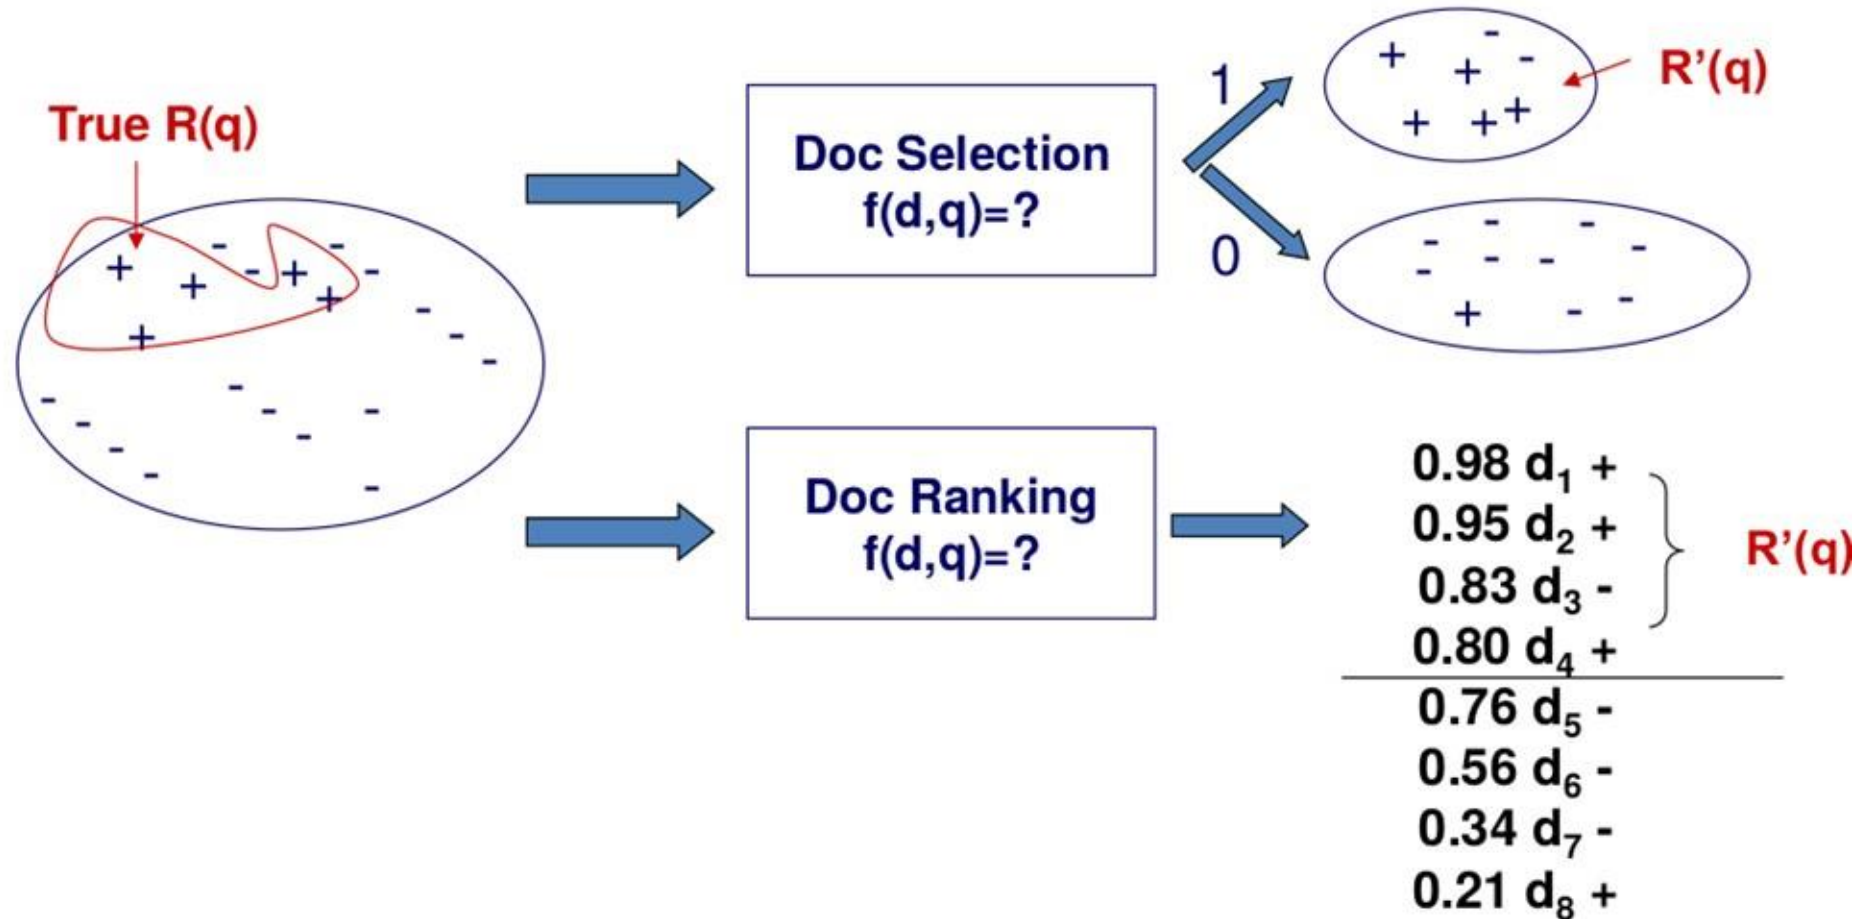 True R(q)
Doc Selection
f(d,q)=?
1
0
R’(q)
Doc Ranking
f(d,q)=?
0.98 d₁ +
0.95 d₂ +
0.83 d₃ -
0.80 d₄ +
R’(q)
0.76 d₅ -
0.56 d₆ -
0.34 d₇ -
0.21 d₈ +